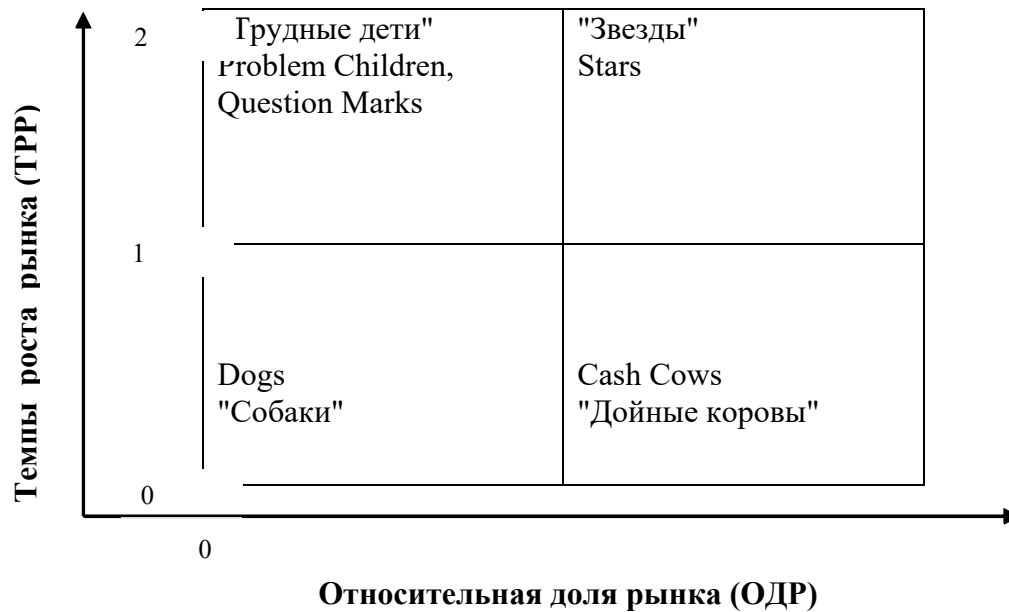 Темпы роста рынка (ТРР)
2
Грудные дети"
Problem Children,
Question Marks
"Звезды"
Stars
1
Dogs
"Собаки"
Cash Cows
"Дойные коровы"
0
0
Относительная доля рынка (ОДР)